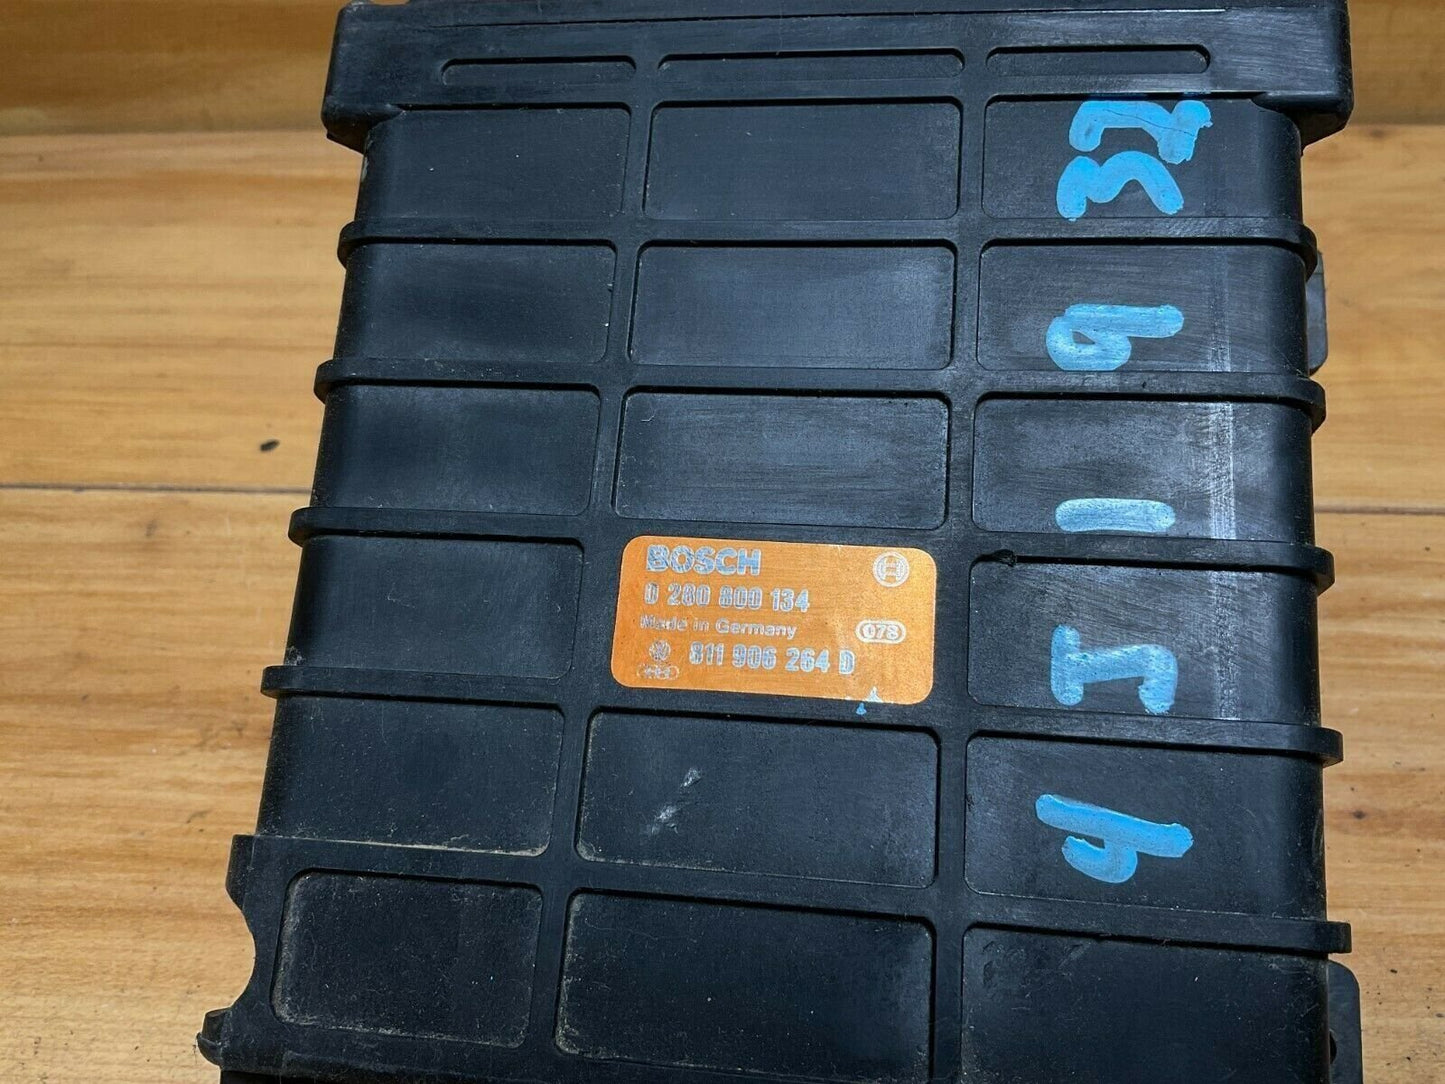 BOSCH
0 280 800 134
Made in Germany 078
811 906 264 D